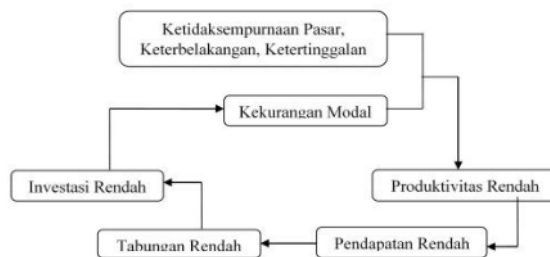 Ketidaksempurnaan Pasar,
Keterbelakangan, Ketertinggalan
Kekurangan Modal
Investasi Rendah
Produktivitas Rendah
Tabungan Rendah
Pendapatan Rendah